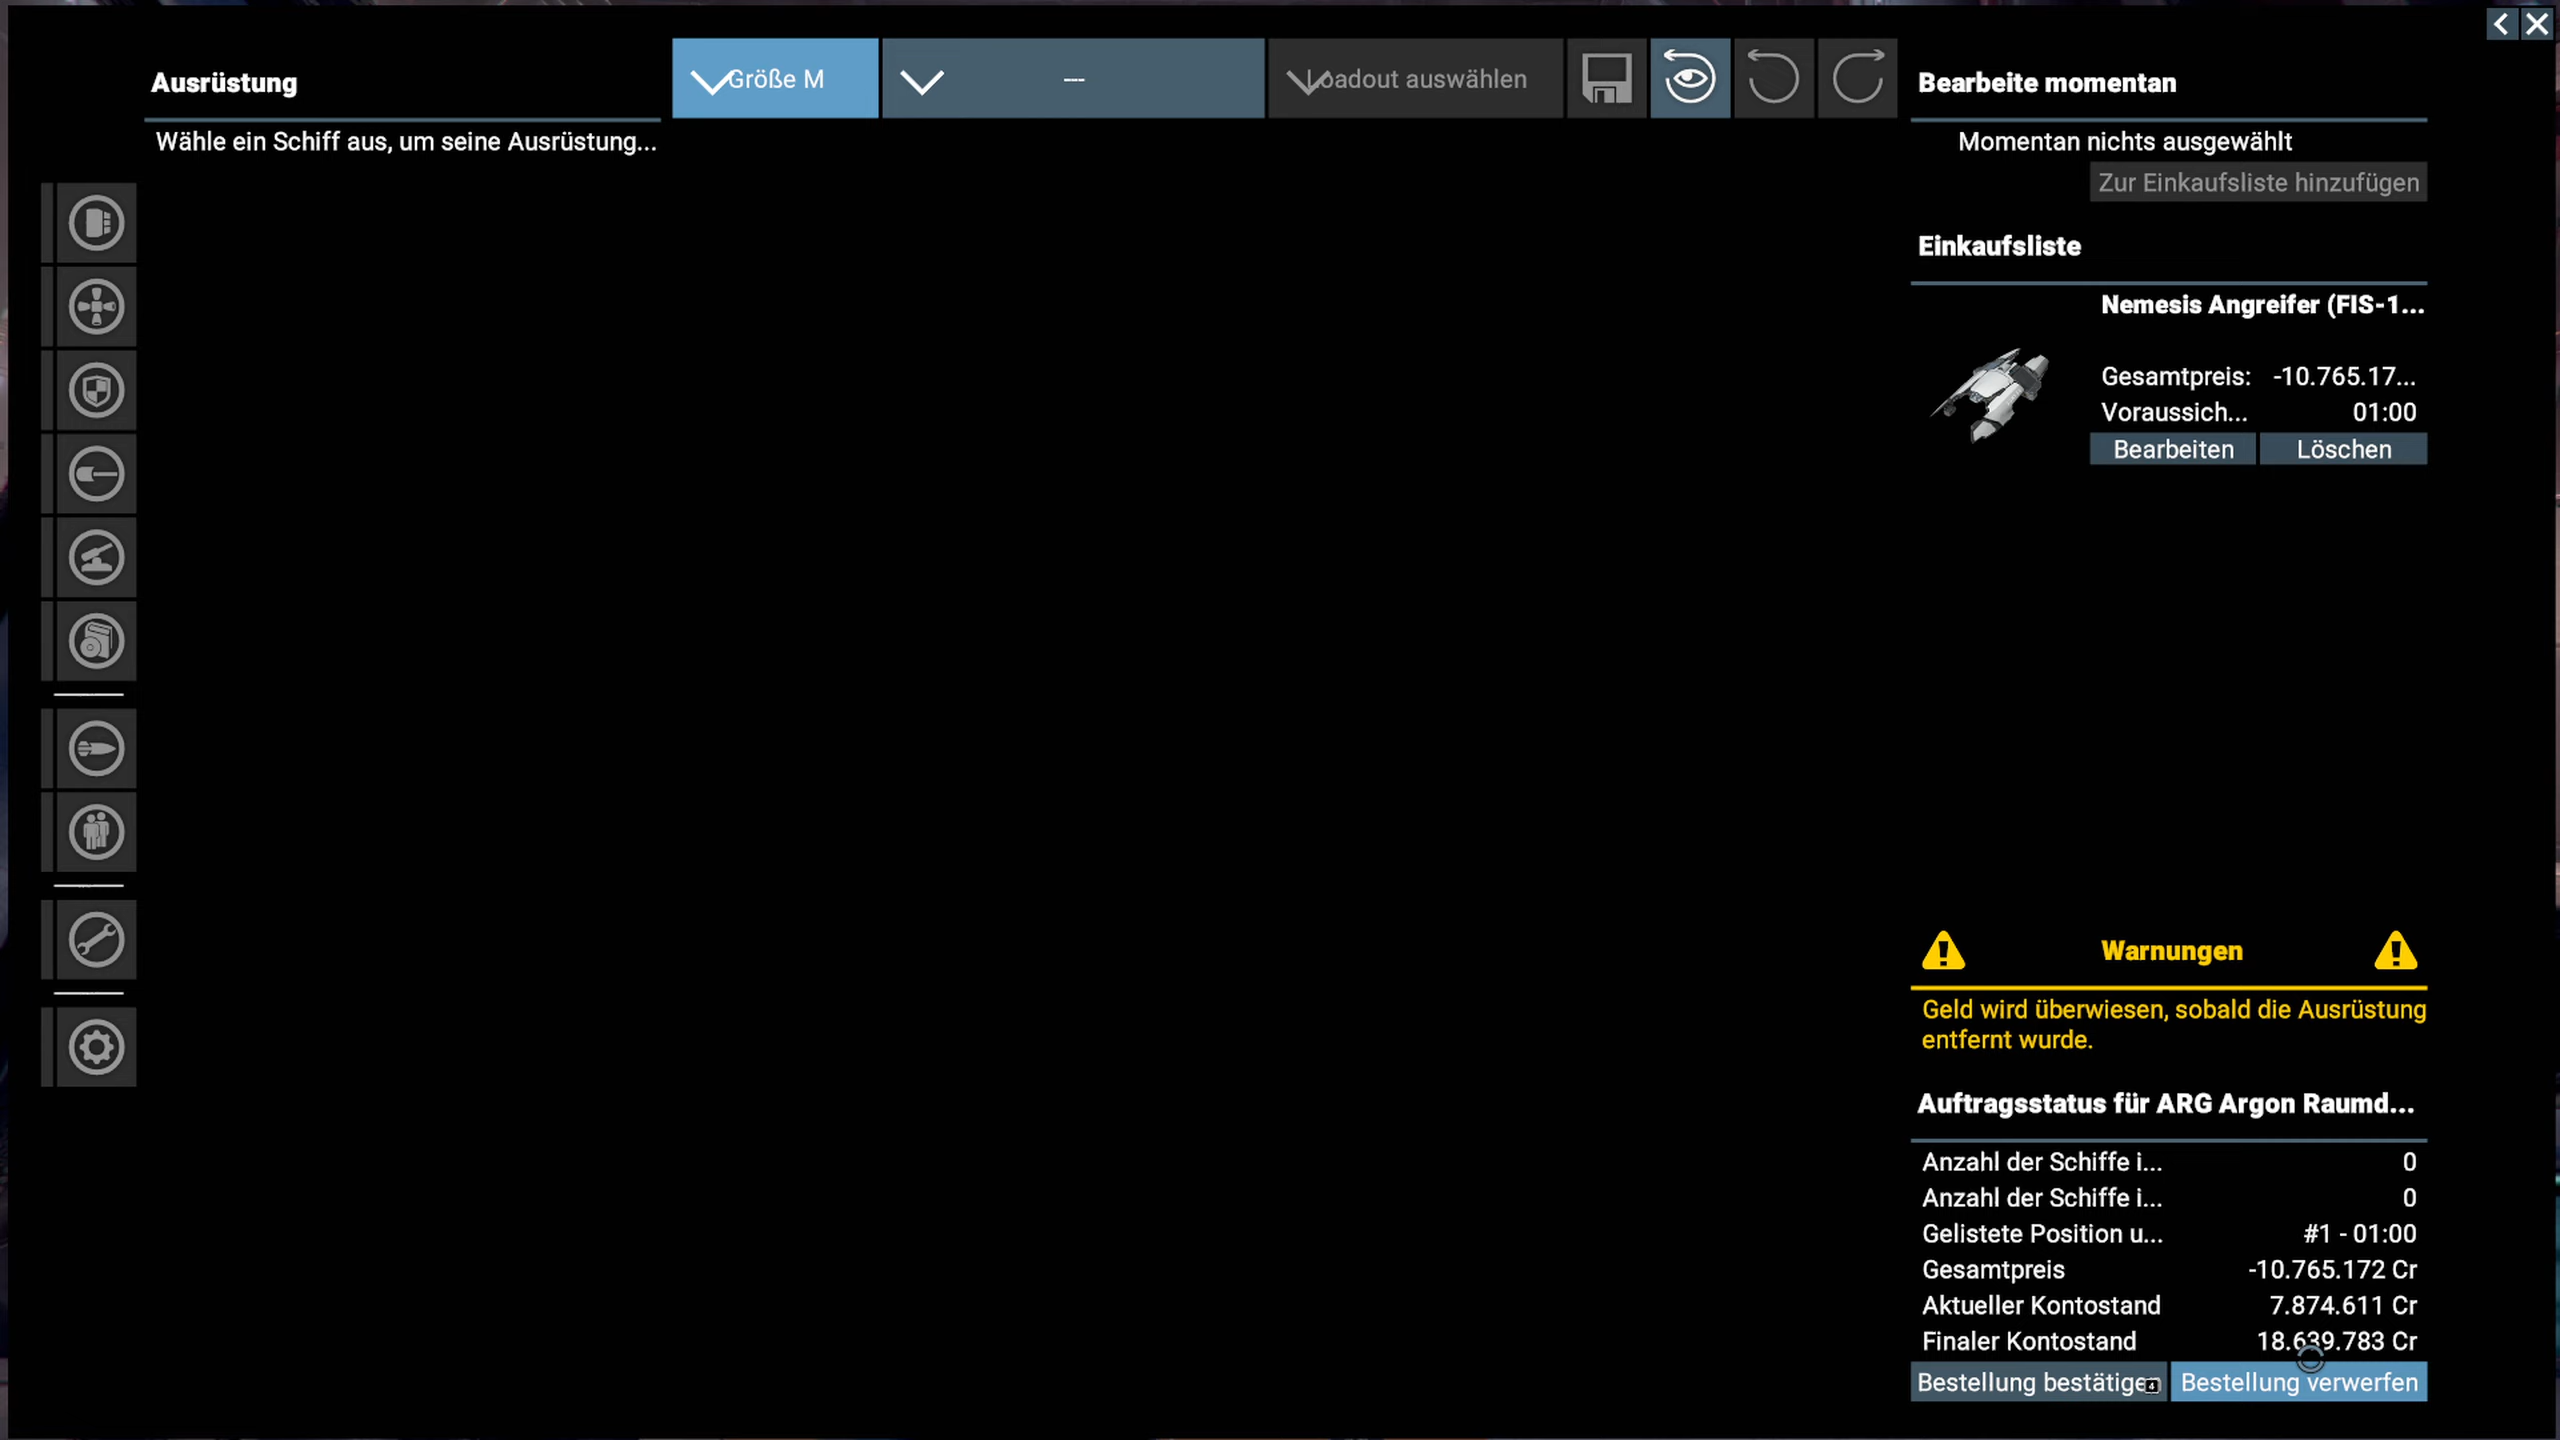 Ausrüstung
Wähle ein Schiff aus, um seine Ausrüstung...
Größe M
---
Loadout auswählen
Bearbeite momentan
Momentan nichts ausgewählt
Zur Einkaufsliste hinzufügen
Einkaufsliste
Nemesis Angreifer (FIS-1...
Gesamtpreis: -10.765.17...
Voraussich... 01:00
Bearbeiten Löschen
Warnungen
Geld wird überwiesen, sobald die Ausrüstung
entfernt wurde.
Auftragsstatus für ARG Argon Raumd...
Anzahl der Schiffe i... 0
Anzahl der Schiffe i... 0
Gelistete Position u... #1 - 01:00
Gesamtpreis -10.765.172 Cr
Aktueller Kontostand 7.874.611 Cr
Finaler Kontostand 18.639.783 Cr
Bestellung bestätigen 4 Bestellung verwerfen